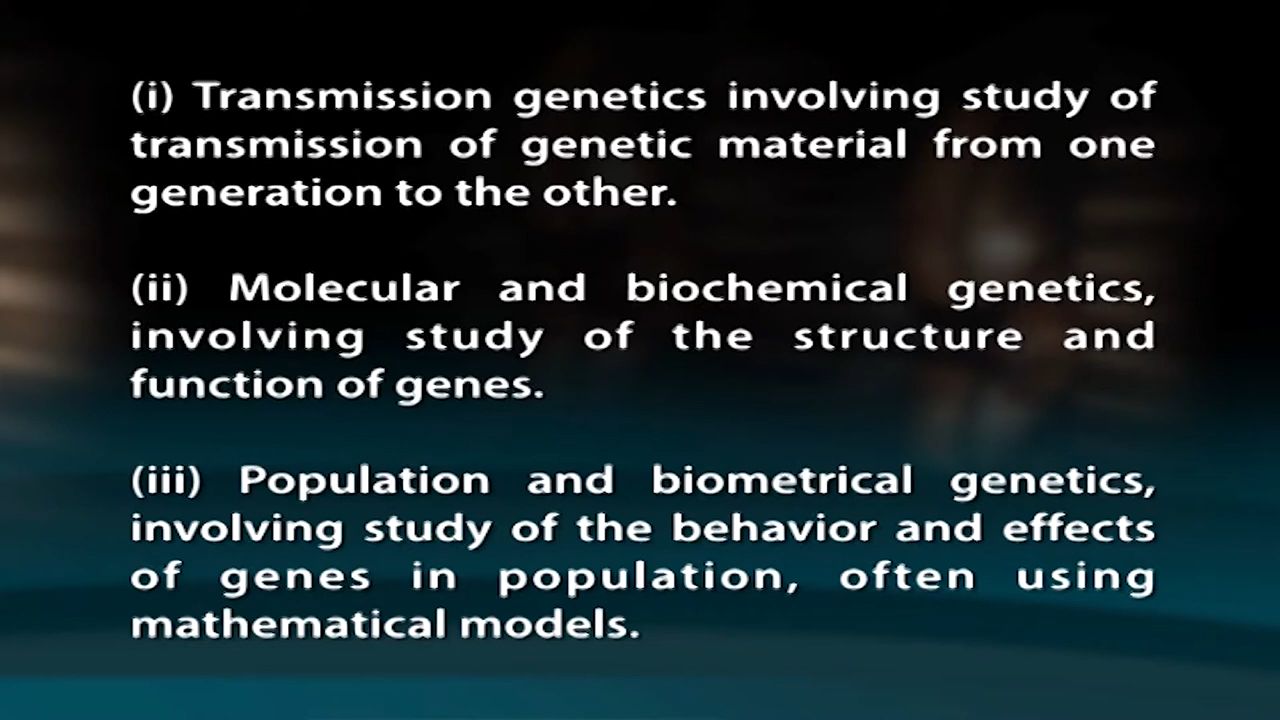 (i) Transmission genetics involving study of
transmission of genetic material from one
generation to the other.
(ii) Molecular and biochemical genetics,
involving study of the structure and
function of genes.
(iii) Population and biometrical genetics,
involving study of the behavior and effects
of genes in population, often using
mathematical models.